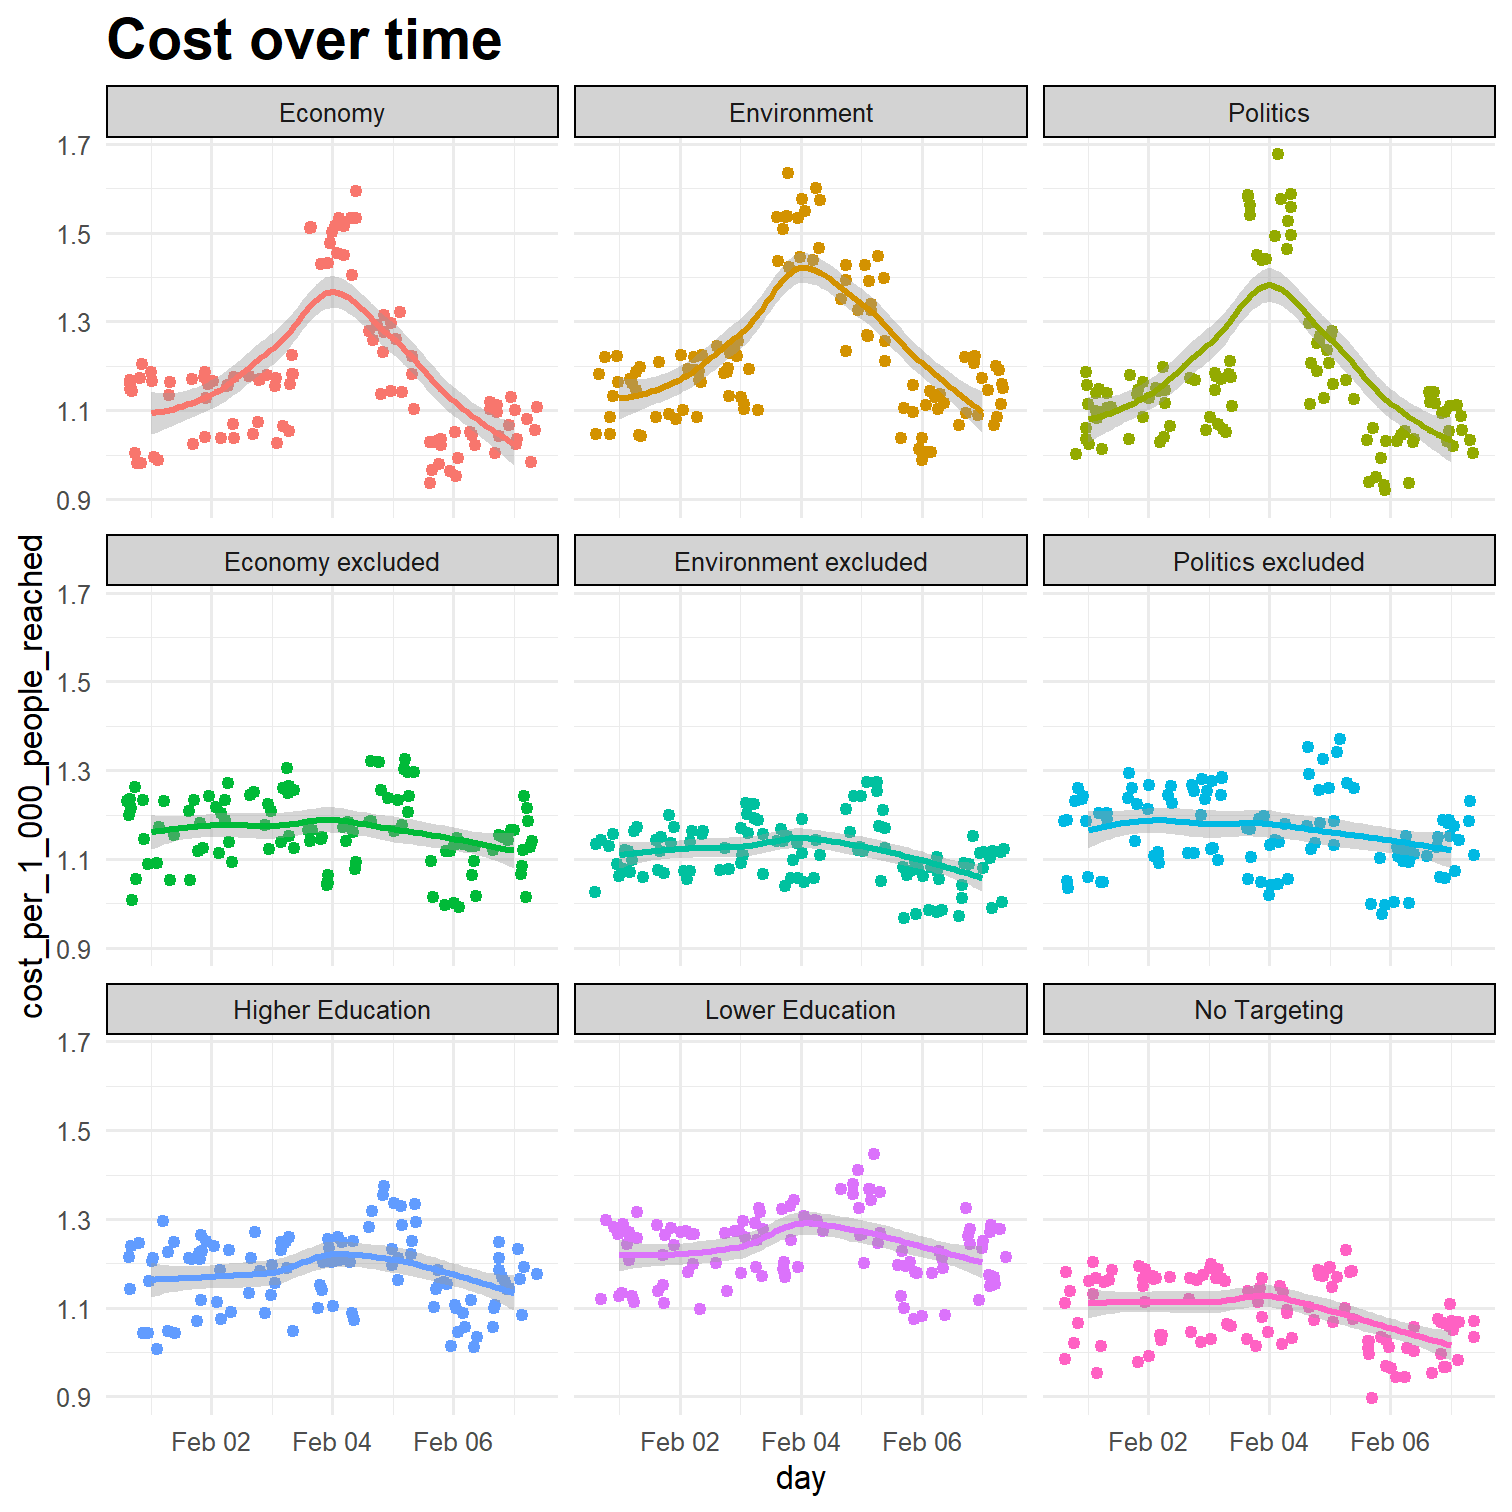 Cost over time
Economy
Environment
Politics
1.7
1.5
1.3
1.1
0.9
Economy excluded
Environment excluded
Politics excluded
1.7
1.5
1.3
1.1
0.9
cost_per_1_000_people_reached
Higher Education
Lower Education
No Targeting
1.7
1.5
1.3
1.1
0.9
Feb 02 Feb 04 Feb 06
Feb 02 Feb 04 Feb 06
Feb 02 Feb 04 Feb 06
day